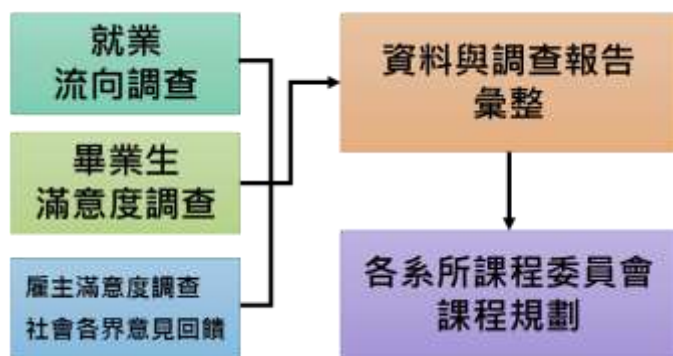 就業
流向調查
畢業生
滿意度調查
雇主滿意度調查
社會各界意見回饋
資料與調查報告
彙整
各系所課程委員會
課程規劃